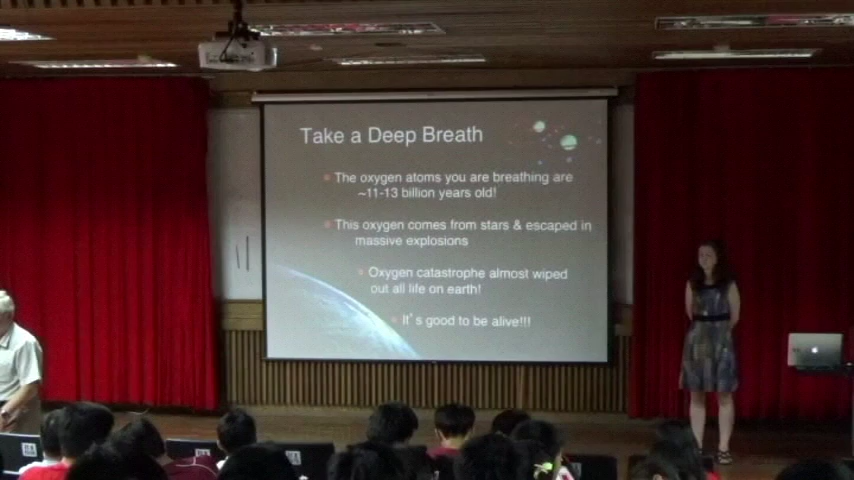 Take a Deep Breath
The oxygen atoms you are breathing are
~11-13 billion years old!
This oxygen comes from stars & escaped in
massive explosions
Oxygen catastrophe almost wiped
out all life on earth!
It's good to be alive!!!